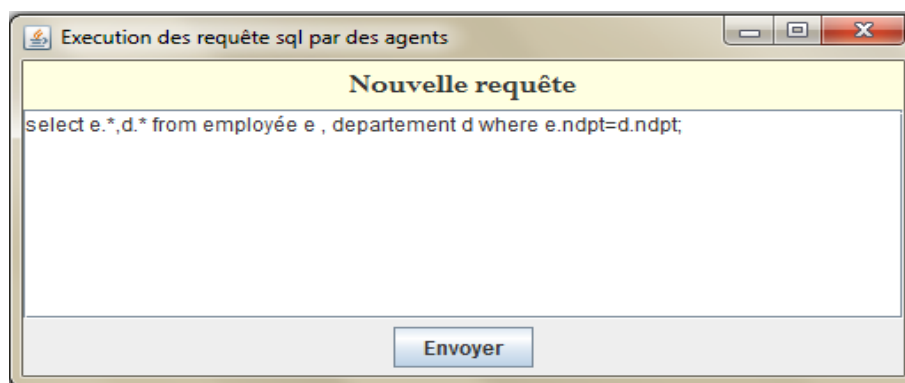 Execution des requête sql par des agents
Nouvelle requête
select e.*,d.* from employée e , departement d where e.ndpt=d.ndpt;
Envoyer